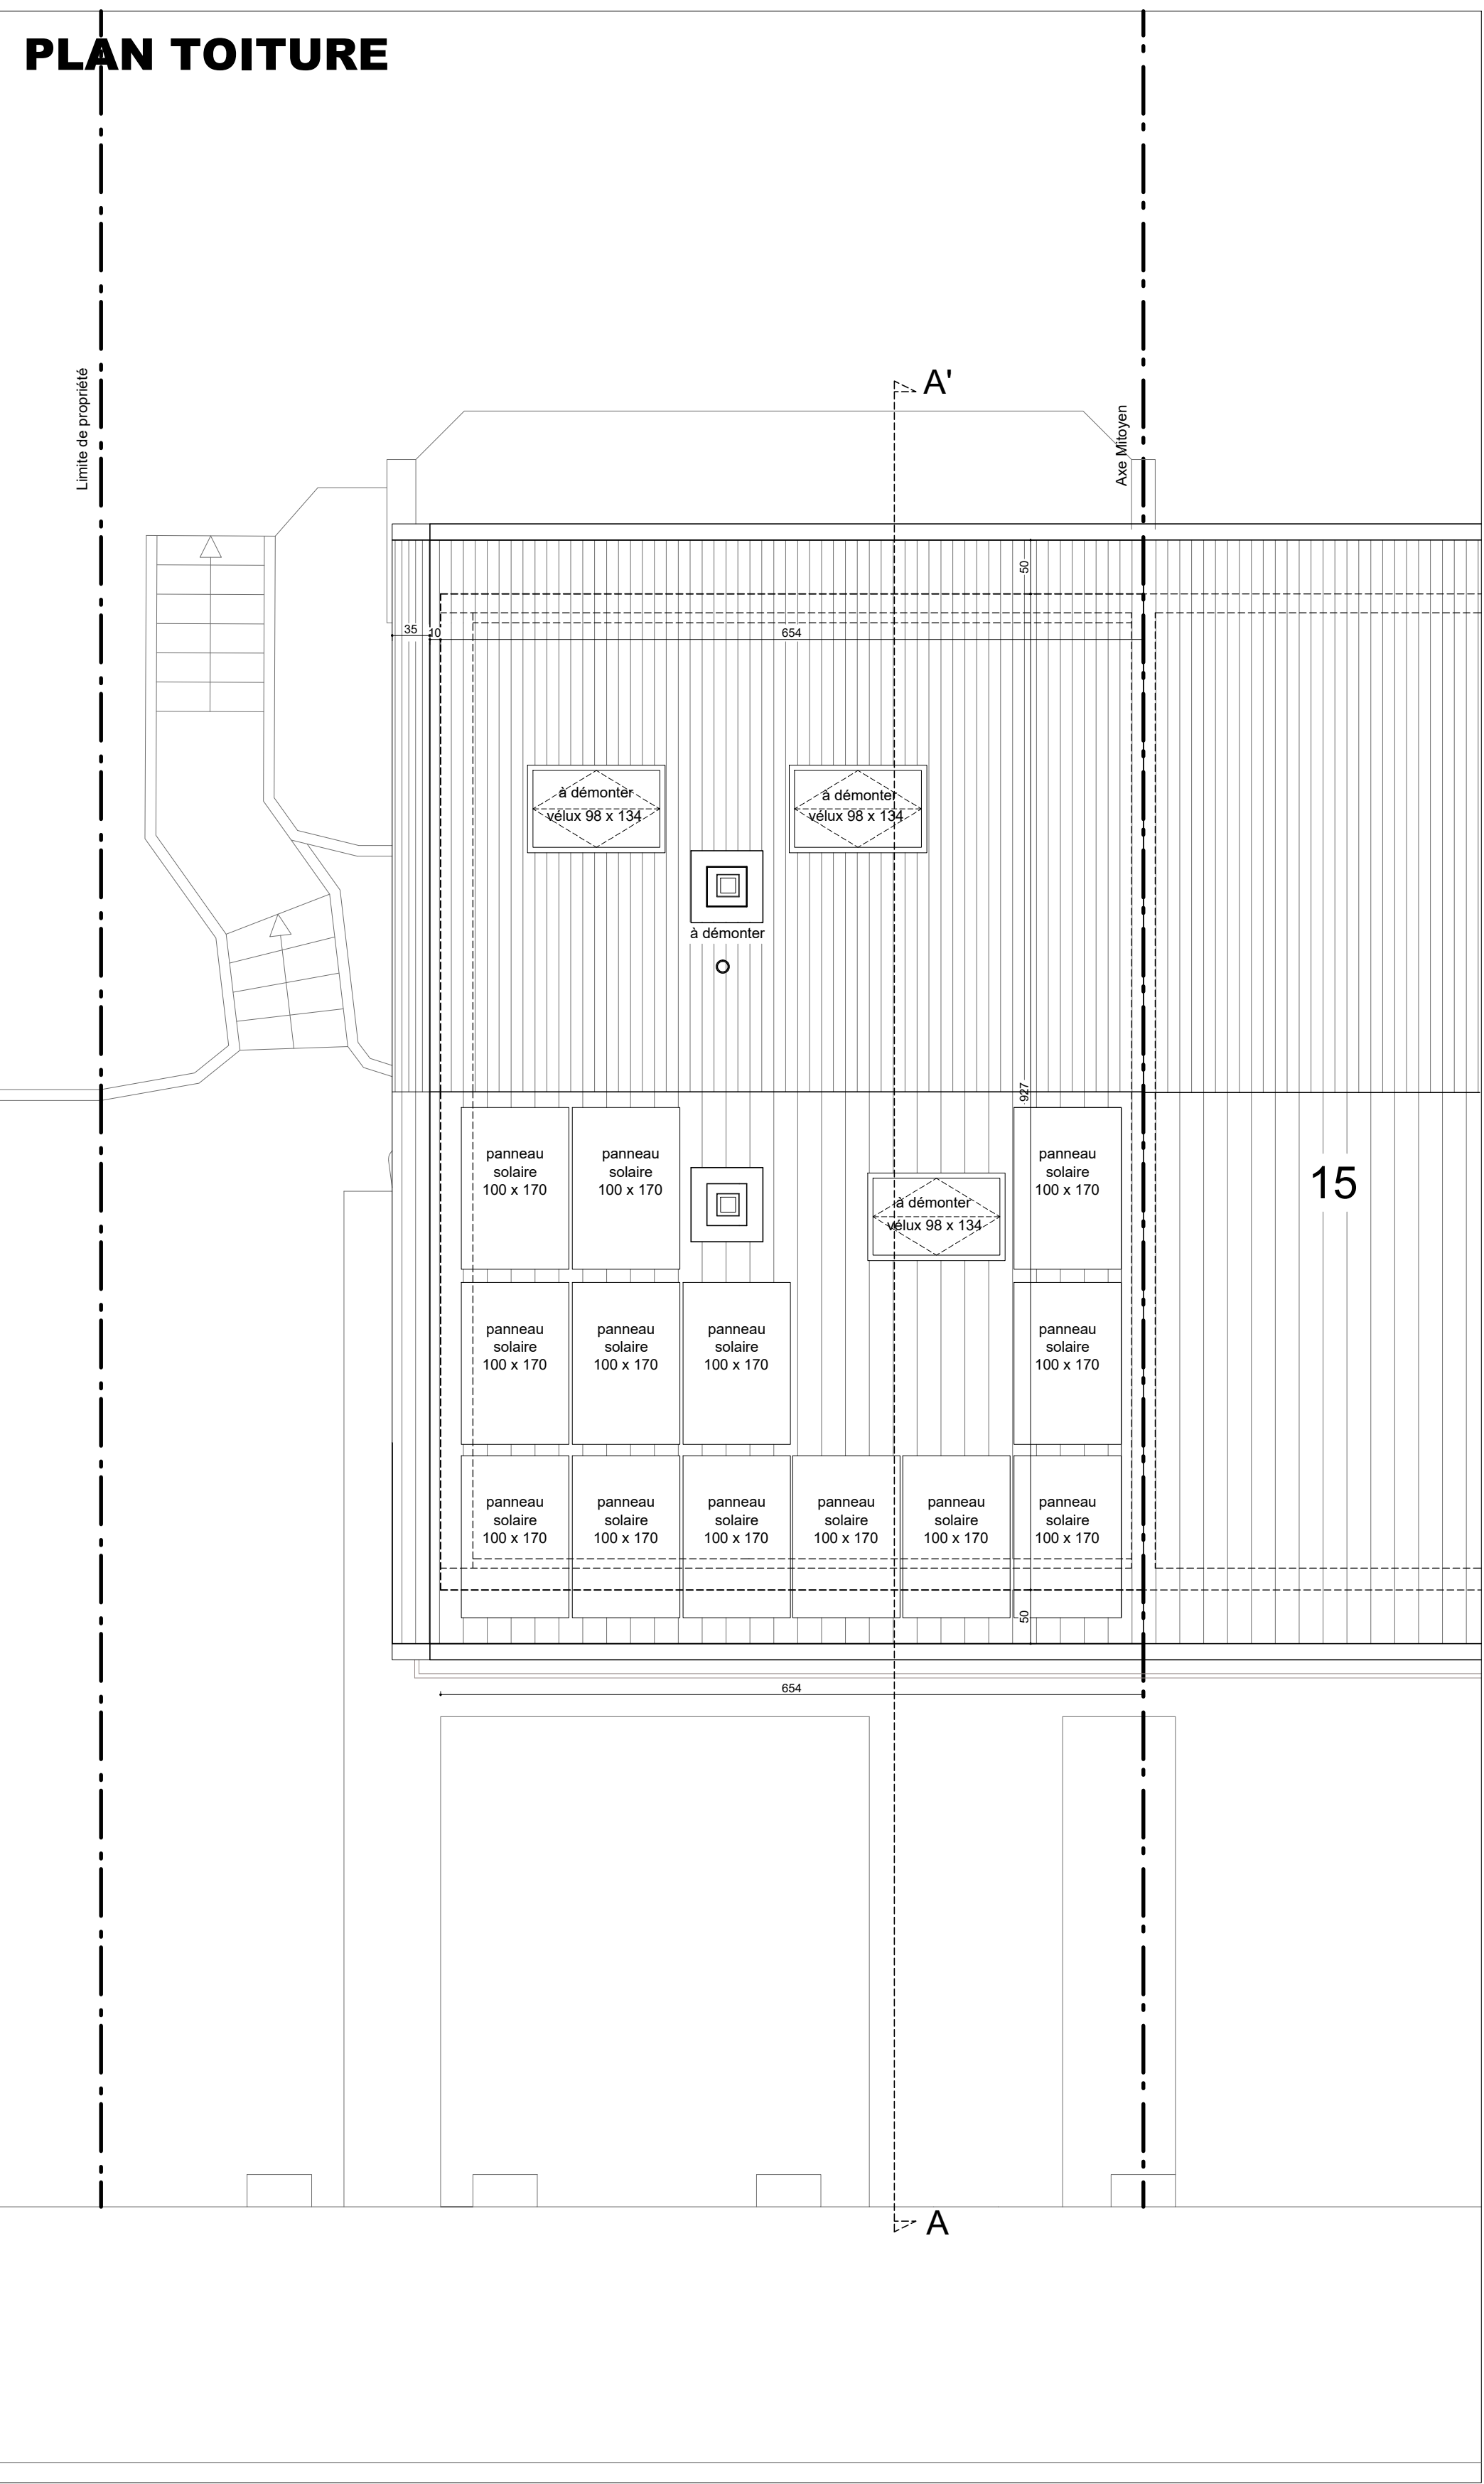 PLAN TOITURE
Limite de propriété
A'
Axe Mitoyen
50
35
10
654
à démonter
vélux 98 x 134
à démonter
vélux 98 x 134
à démonter
927
panneau
solaire
100 x 170
panneau
solaire
100 x 170
à démonter
vélux 98 x 134
panneau
solaire
100 x 170
15
panneau
solaire
100 x 170
panneau
solaire
100 x 170
panneau
solaire
100 x 170
panneau
solaire
100 x 170
panneau
solaire
100 x 170
panneau
solaire
100 x 170
panneau
solaire
100 x 170
panneau
solaire
100 x 170
panneau
solaire
100 x 170
panneau
solaire
100 x 170
50
654
A